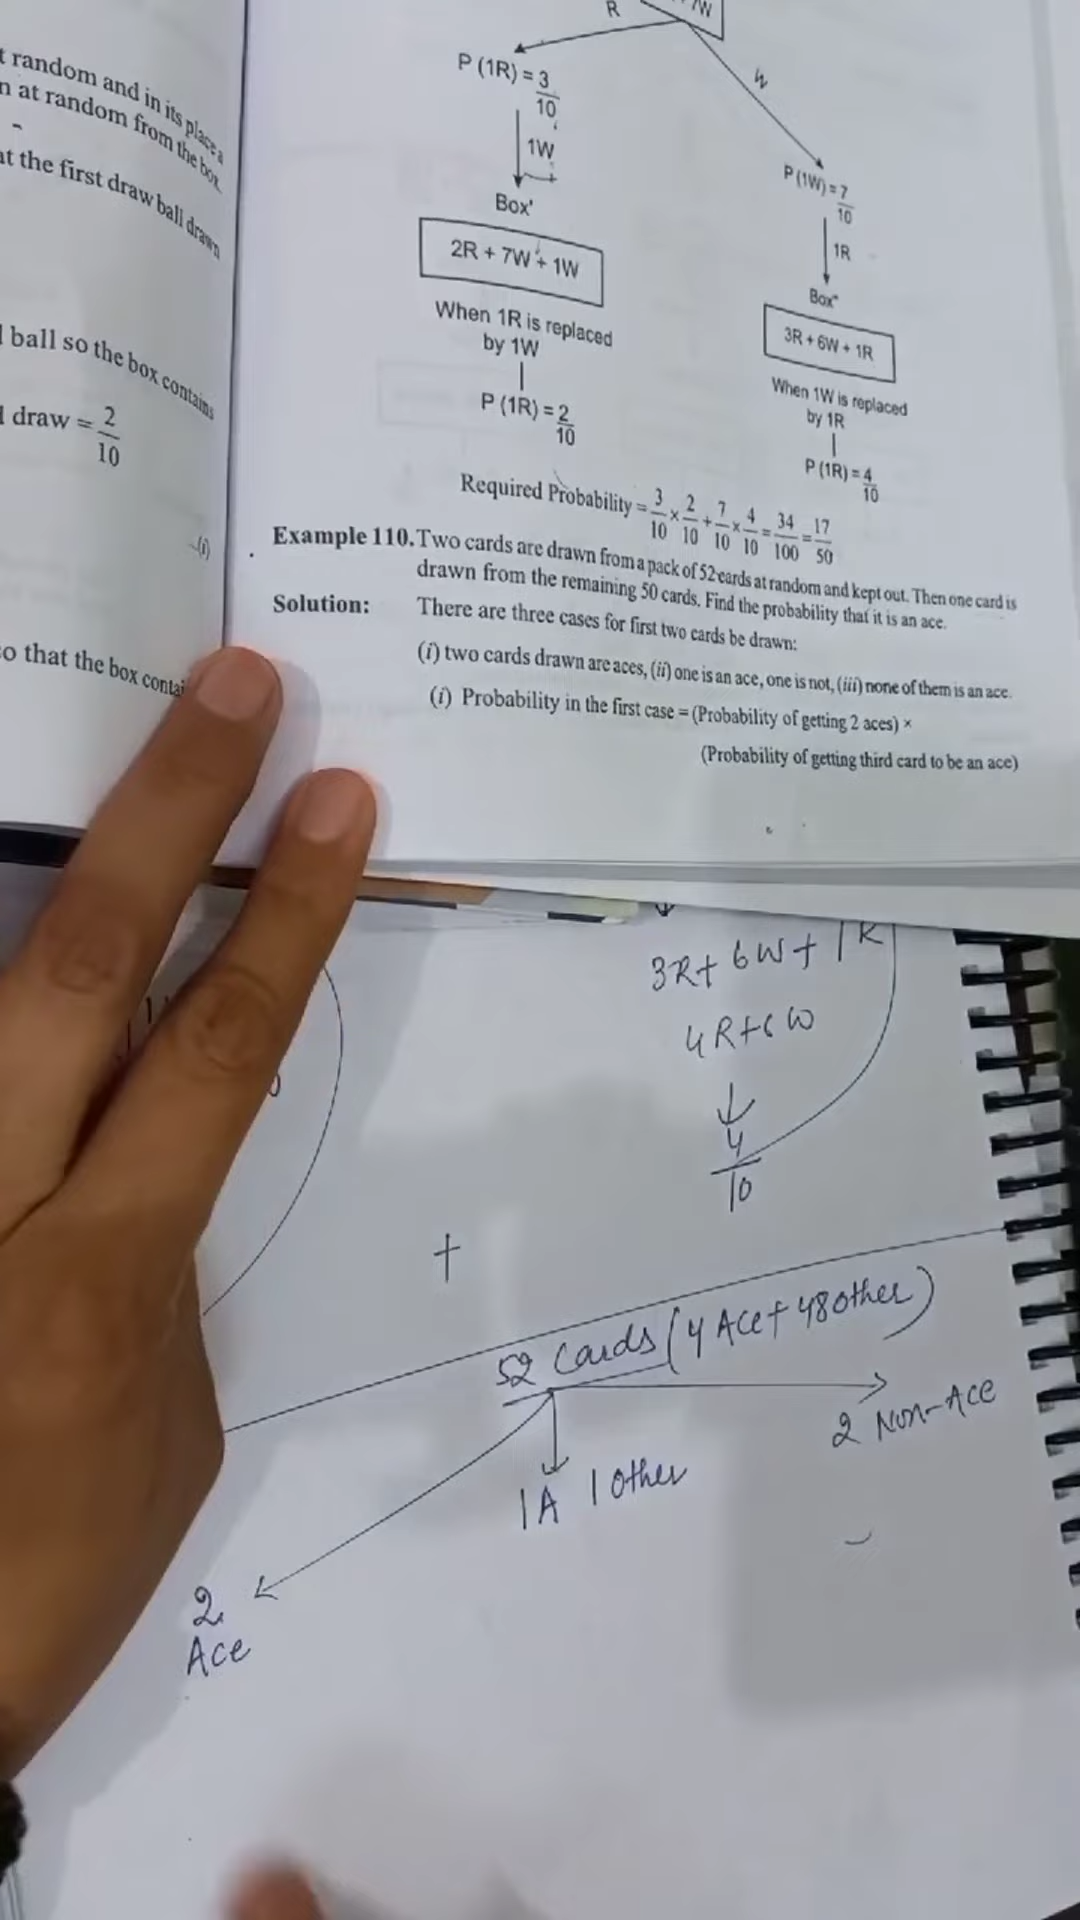 random and in its place a
at random from the box.
at the first draw ball drawn
ball so the box contains
draw = 2/10
(i)
so that the box
R
7W
W
P (1R) = 3/10
1W
Box'
2R + 7W + 1W
When 1R is replaced
by 1W
P (1R) = 2/10
P (1W) = 7/10
1R
Box"
3R + 6W + 1R
When 1W is replaced
by 1R
P (1R) = 4/10
Required Probability = 3/10 × 2/10 + 7/10 × 4/10 = 34/100 = 17/50
Example 110. Two cards are drawn from a pack of 52 cards at random and kept out. Then one card is
drawn from the remaining 50 cards. Find the probability that it is an ace.
Solution: There are three cases for first two cards be drawn:
(i) two cards drawn are aces, (ii) one is an ace, one is not, (iii) none of them is an ace.
(i) Probability in the first case = (Probability of getting 2 aces) ×
(Probability of getting third card to be an ace)
3R+ 6W + 1R
4R+6W
4/10
+
52 Cards (4 Ace + 48 other)
2 Non-Ace
1A 1 Other
2
Ace